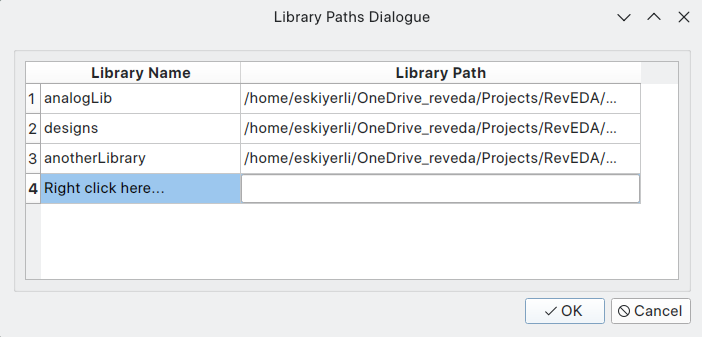 Library Paths Dialogue
Library Name Library Path
1 analogLib /home/eskiyerli/OneDrive_reveda/Projects/RevEDA/...
2 designs /home/eskiyerli/OneDrive_reveda/Projects/RevEDA/...
3 anotherLibrary /home/eskiyerli/OneDrive_reveda/Projects/RevEDA/...
4 Right click here...
OK Cancel